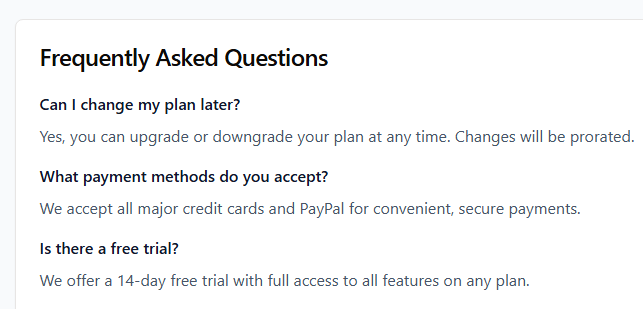 Frequently Asked Questions
Can I change my plan later?
Yes, you can upgrade or downgrade your plan at any time. Changes will be prorated.
What payment methods do you accept?
We accept all major credit cards and PayPal for convenient, secure payments.
Is there a free trial?
We offer a 14-day free trial with full access to all features on any plan.